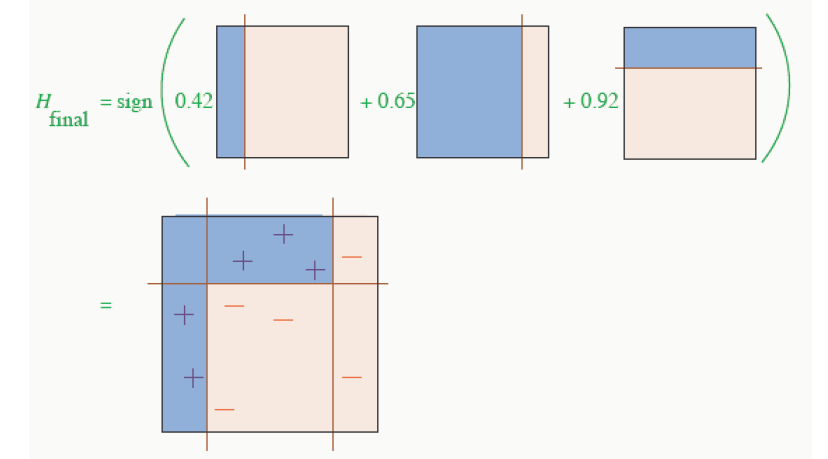 H final = sign ( 0.42 + 0.65 + 0.92 )
=